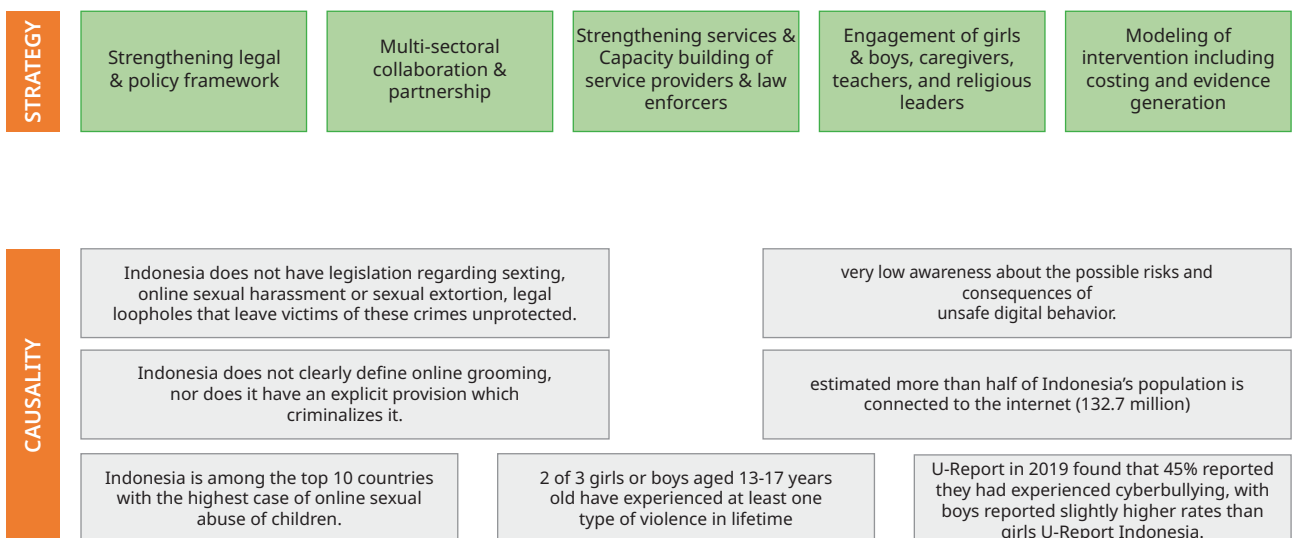 STRATEGY
Strengthening legal
& policy framework
Multi-sectoral
collaboration &
partnership
Strengthening services &
Capacity building of
service providers & law
enforcers
Engagement of girls
& boys, caregivers,
teachers, and religious
leaders
Modeling of
intervention including
costing and evidence
generation
CAUSALITY
Indonesia does not have legislation regarding sexting,
online sexual harassment or sexual extortion, legal
loopholes that leave victims of these crimes unprotected.
very low awareness about the possible risks and
consequences of
unsafe digital behavior.
Indonesia does not clearly define online grooming,
nor does it have an explicit provision which
criminalizes it.
estimated more than half of Indonesia’s population is
connected to the internet (132.7 million)
Indonesia is among the top 10 countries
with the highest case of online sexual
abuse of children.
2 of 3 girls or boys aged 13-17 years
old have experienced at least one
type of violence in lifetime
U-Report in 2019 found that 45% reported
they had experienced cyberbullying, with
boys reported slightly higher rates than
girls U-Report Indonesia.